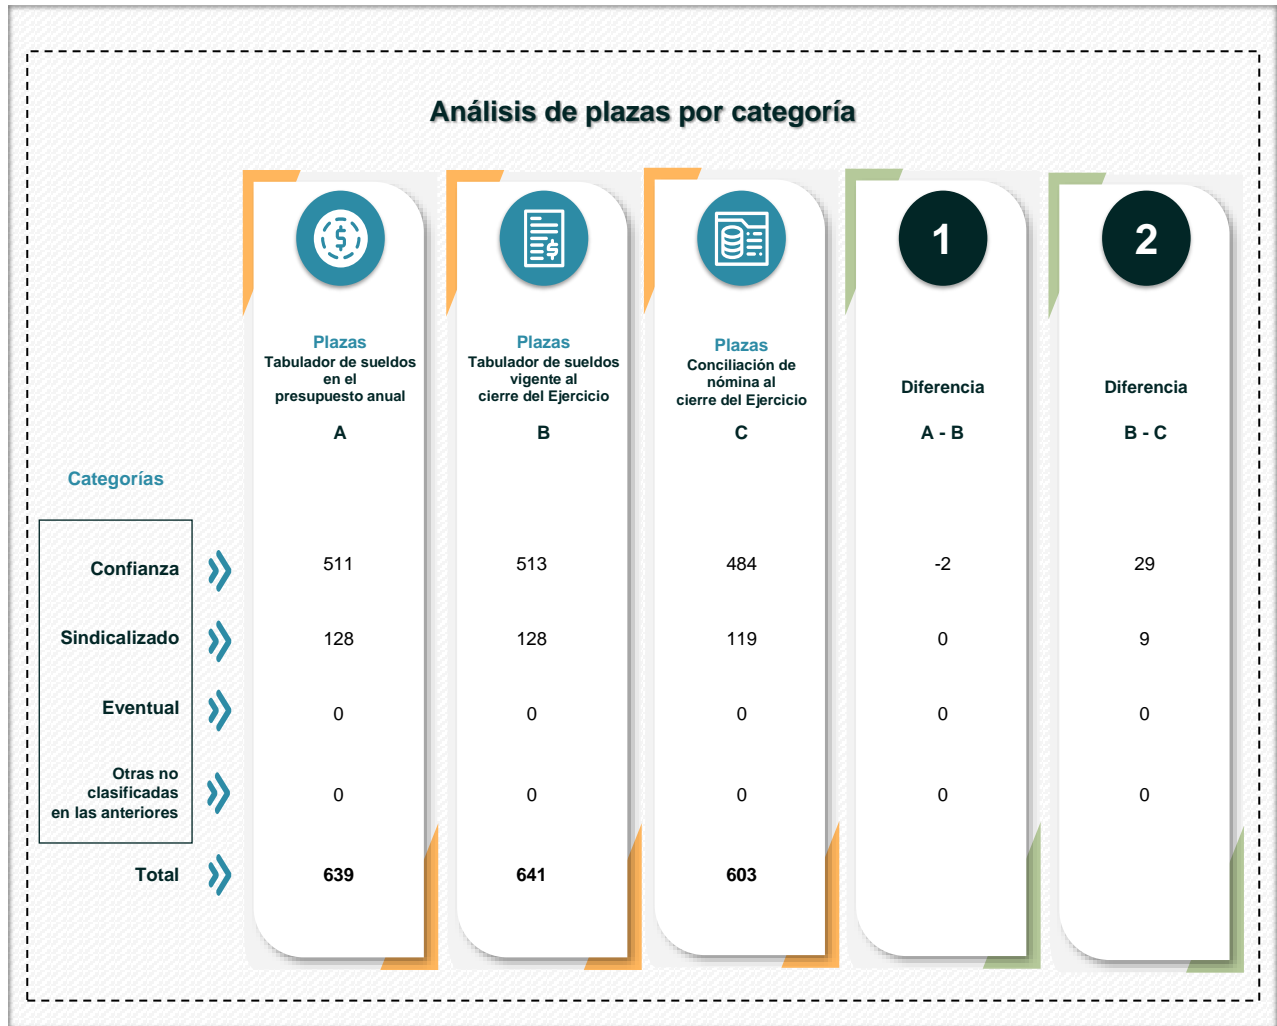 Análisis de plazas por categoría
1
2
Plazas
Tabulador de sueldos
en el
presupuesto anual
A
Plazas
Tabulador de sueldos
vigente al
cierre del Ejercicio
B
Plazas
Conciliación de
nómina al
cierre del Ejercicio
C
Diferencia
A - B
Diferencia
B - C
Categorías
Confianza 511 513 484 -2 29
Sindicalizado 128 128 119 0 9
Eventual 0 0 0 0 0
Otras no
clasificadas
en las anteriores
0 0 0 0 0
Total 639 641 603